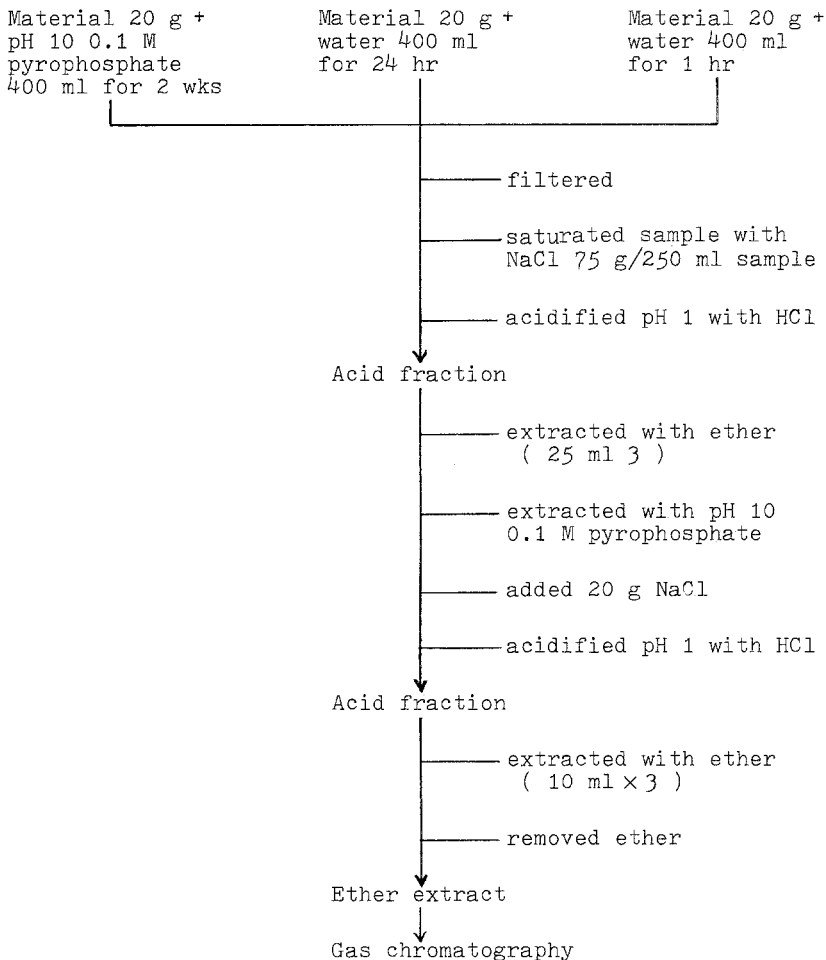 Material 20 g +
pH 10 0.1 M
pyrophosphate
400 ml for 2 wks
Material 20 g +
water 400 ml
for 24 hr
Material 20 g +
water 400 ml
for 1 hr
filtered
saturated sample with
NaCl 75 g/250 ml sample
acidified pH 1 with HCl
Acid fraction
extracted with ether
( 25 ml 3 )
extracted with pH 10
0.1 M pyrophosphate
added 20 g NaCl
acidified pH 1 with HCl
Acid fraction
extracted with ether
( 10 ml × 3 )
removed ether
Ether extract
Gas chromatography